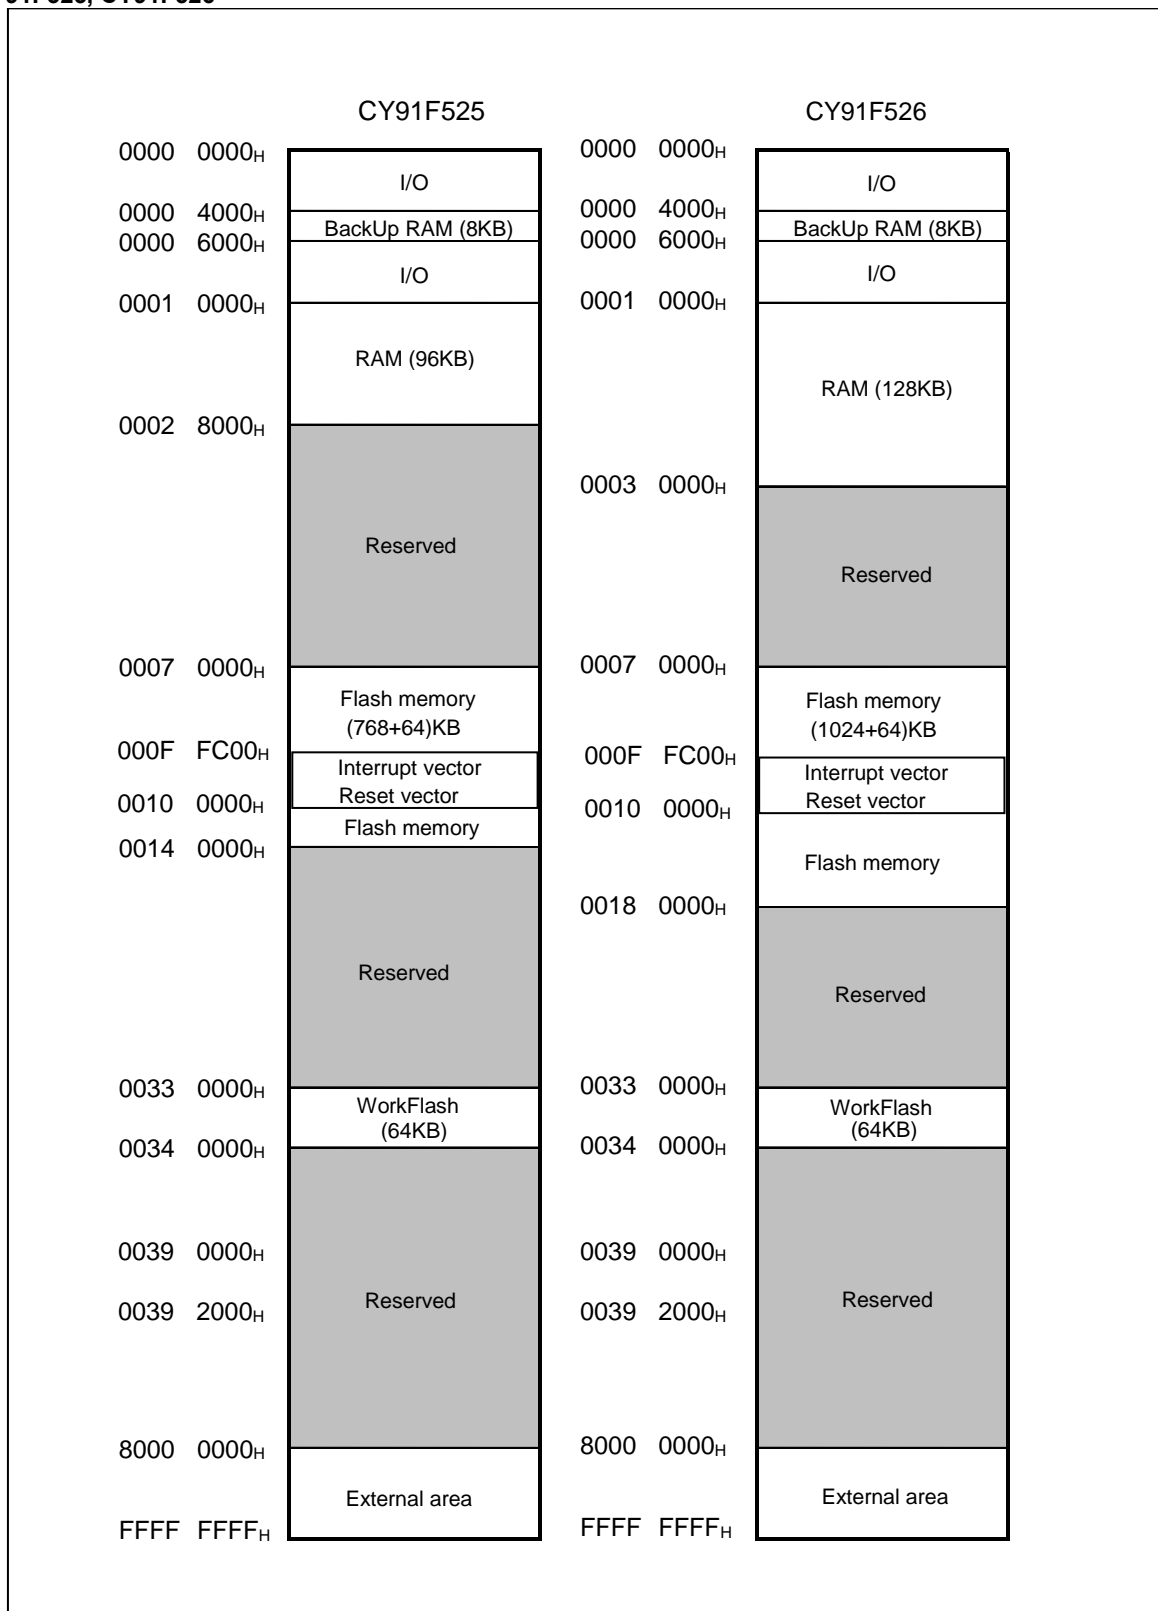 CY91F525
0000 0000H
I/O
0000 4000H
BackUp RAM (8KB)
0000 6000H
I/O
0001 0000H
RAM (96KB)
0002 8000H
Reserved
0007 0000H
Flash memory
(768+64)KB
000F FC00H
Interrupt vector
Reset vector
0010 0000H
Flash memory
0014 0000H
Reserved
0033 0000H
WorkFlash
(64KB)
0034 0000H
0039 0000H
Reserved
0039 2000H
8000 0000H
External area
FFFF FFFFH
CY91F526
0000 0000H
I/O
0000 4000H
BackUp RAM (8KB)
0000 6000H
I/O
0001 0000H
RAM (128KB)
0003 0000H
Reserved
0007 0000H
Flash memory
(1024+64)KB
000F FC00H
Interrupt vector
Reset vector
0010 0000H
Flash memory
0018 0000H
Reserved
0033 0000H
WorkFlash
(64KB)
0034 0000H
0039 0000H
Reserved
0039 2000H
8000 0000H
External area
FFFF FFFFH